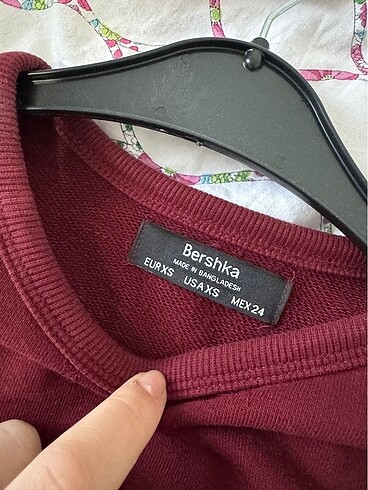 Bershka
MADE IN BANGLADESH
EUR XS USA XS MEX 24